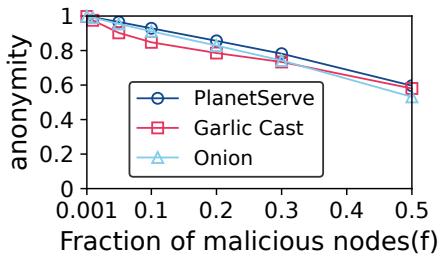 1
0.8
0.6
0.4
0.2
0
anonymity
PlanetServe
Garlic Cast
Onion
0.001 0.1 0.2 0.3 0.4 0.5
Fraction of malicious nodes(f)